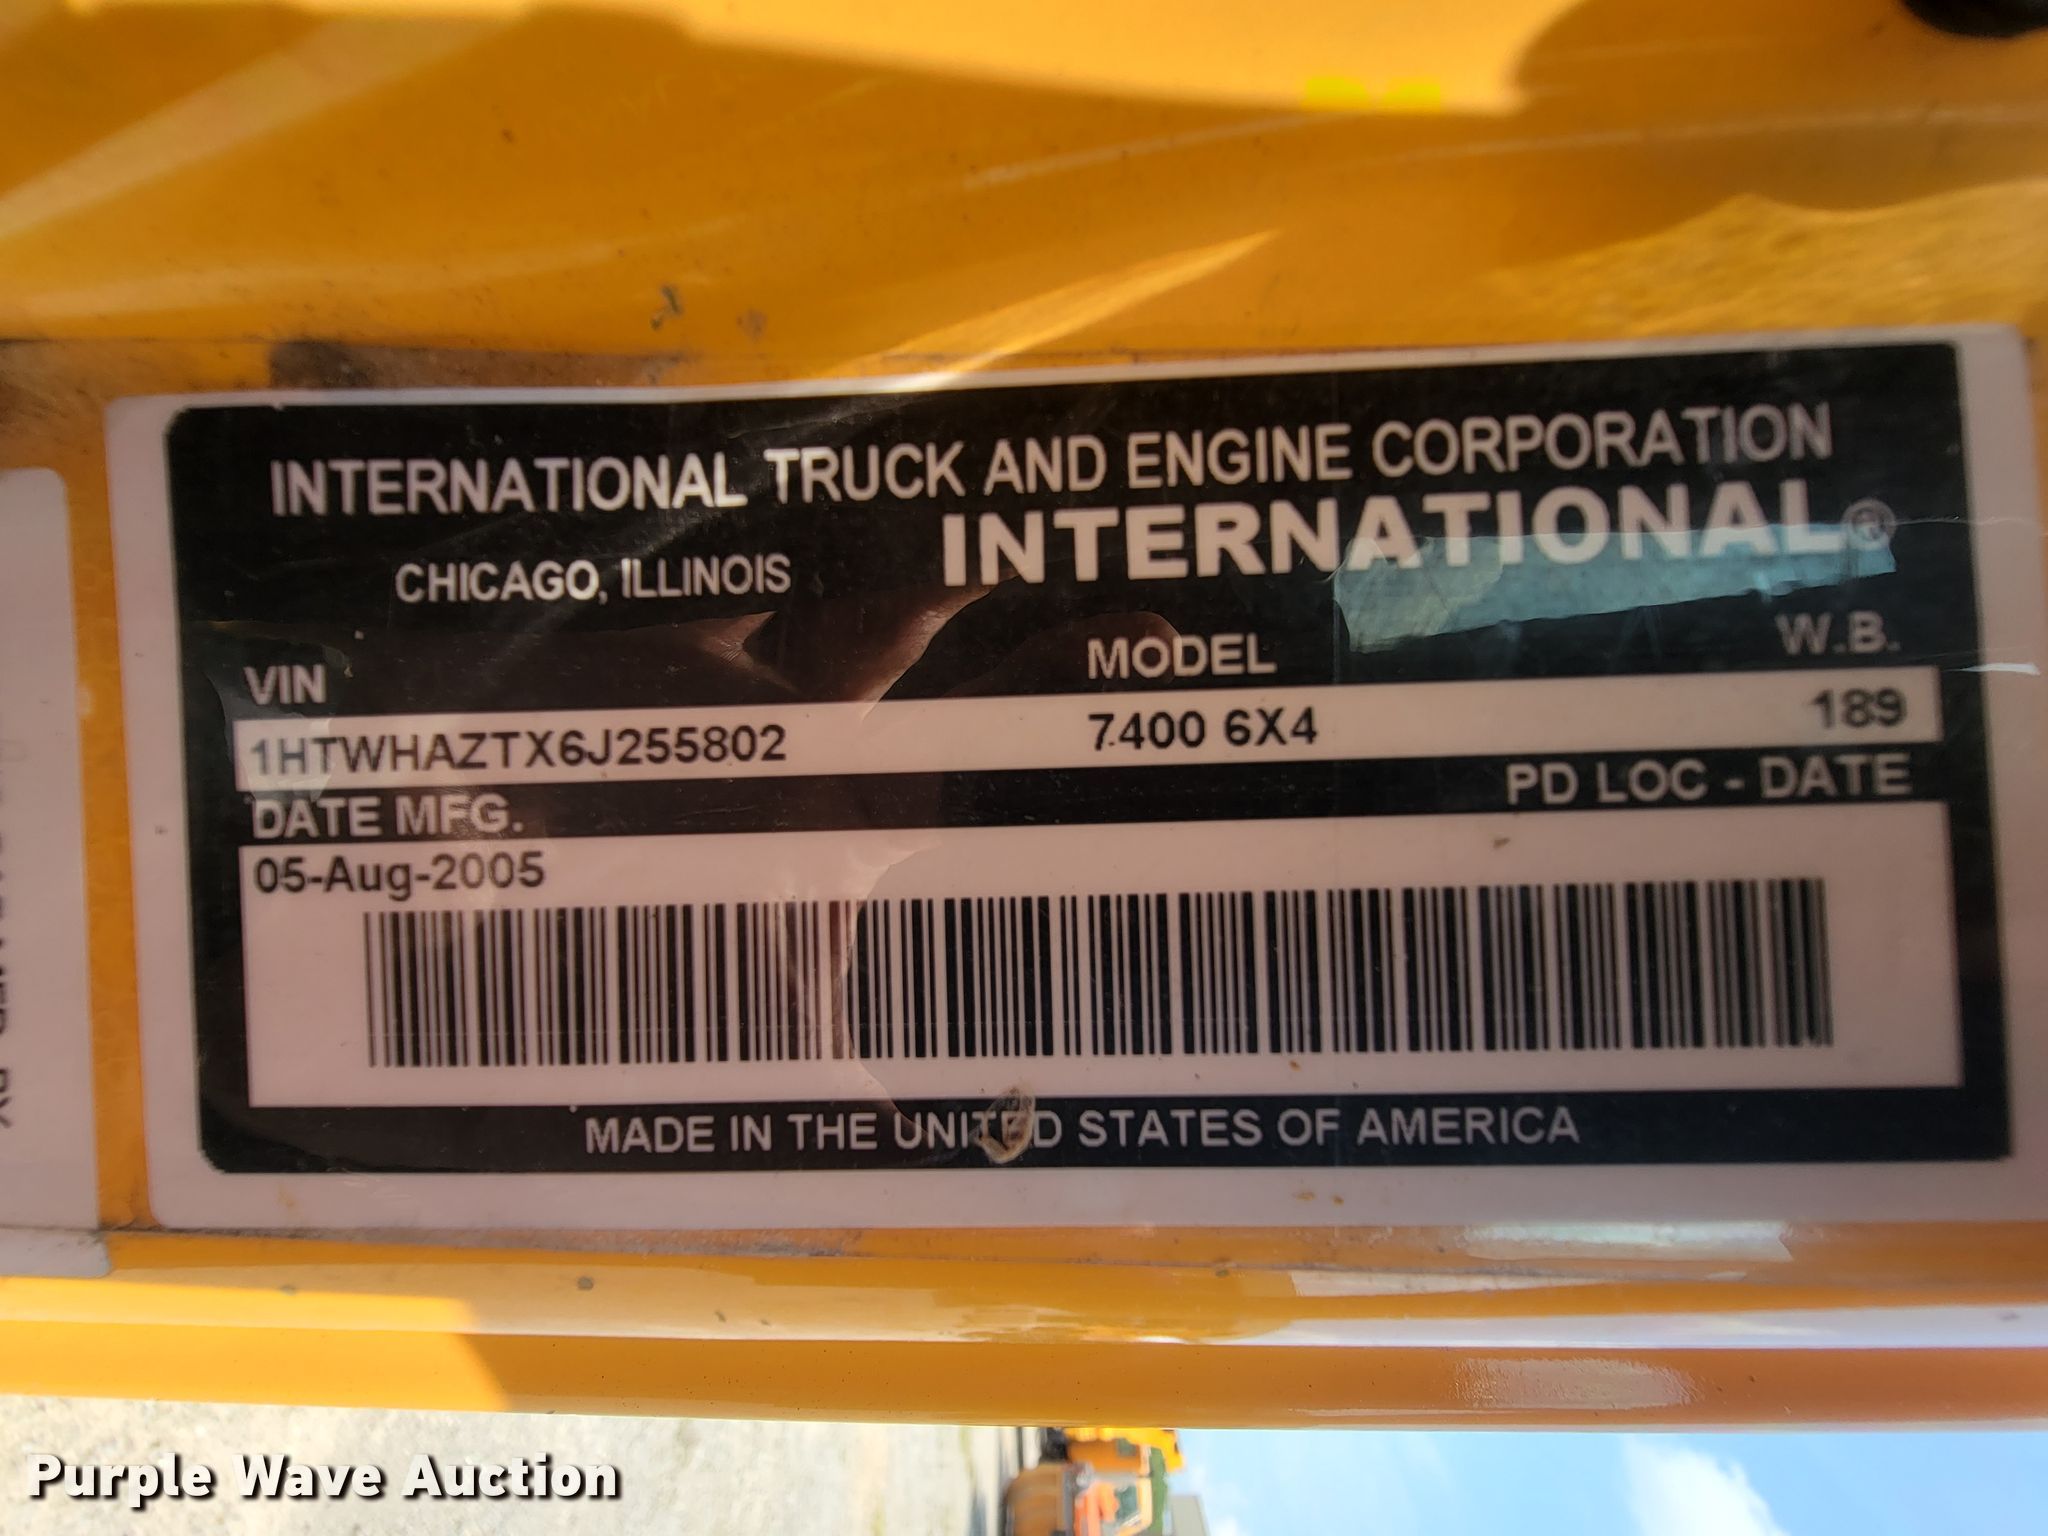 INTERNATIONAL TRUCK AND ENGINE CORPORATION
CHICAGO, ILLINOIS INTERNATIONAL®
VIN MODEL W.B.
1HTWHAZTX6J255802 7400 6X4 189
DATE MFG. PD LOC - DATE
05-Aug-2005
MADE IN THE UNITED STATES OF AMERICA
Purple Wave Auction